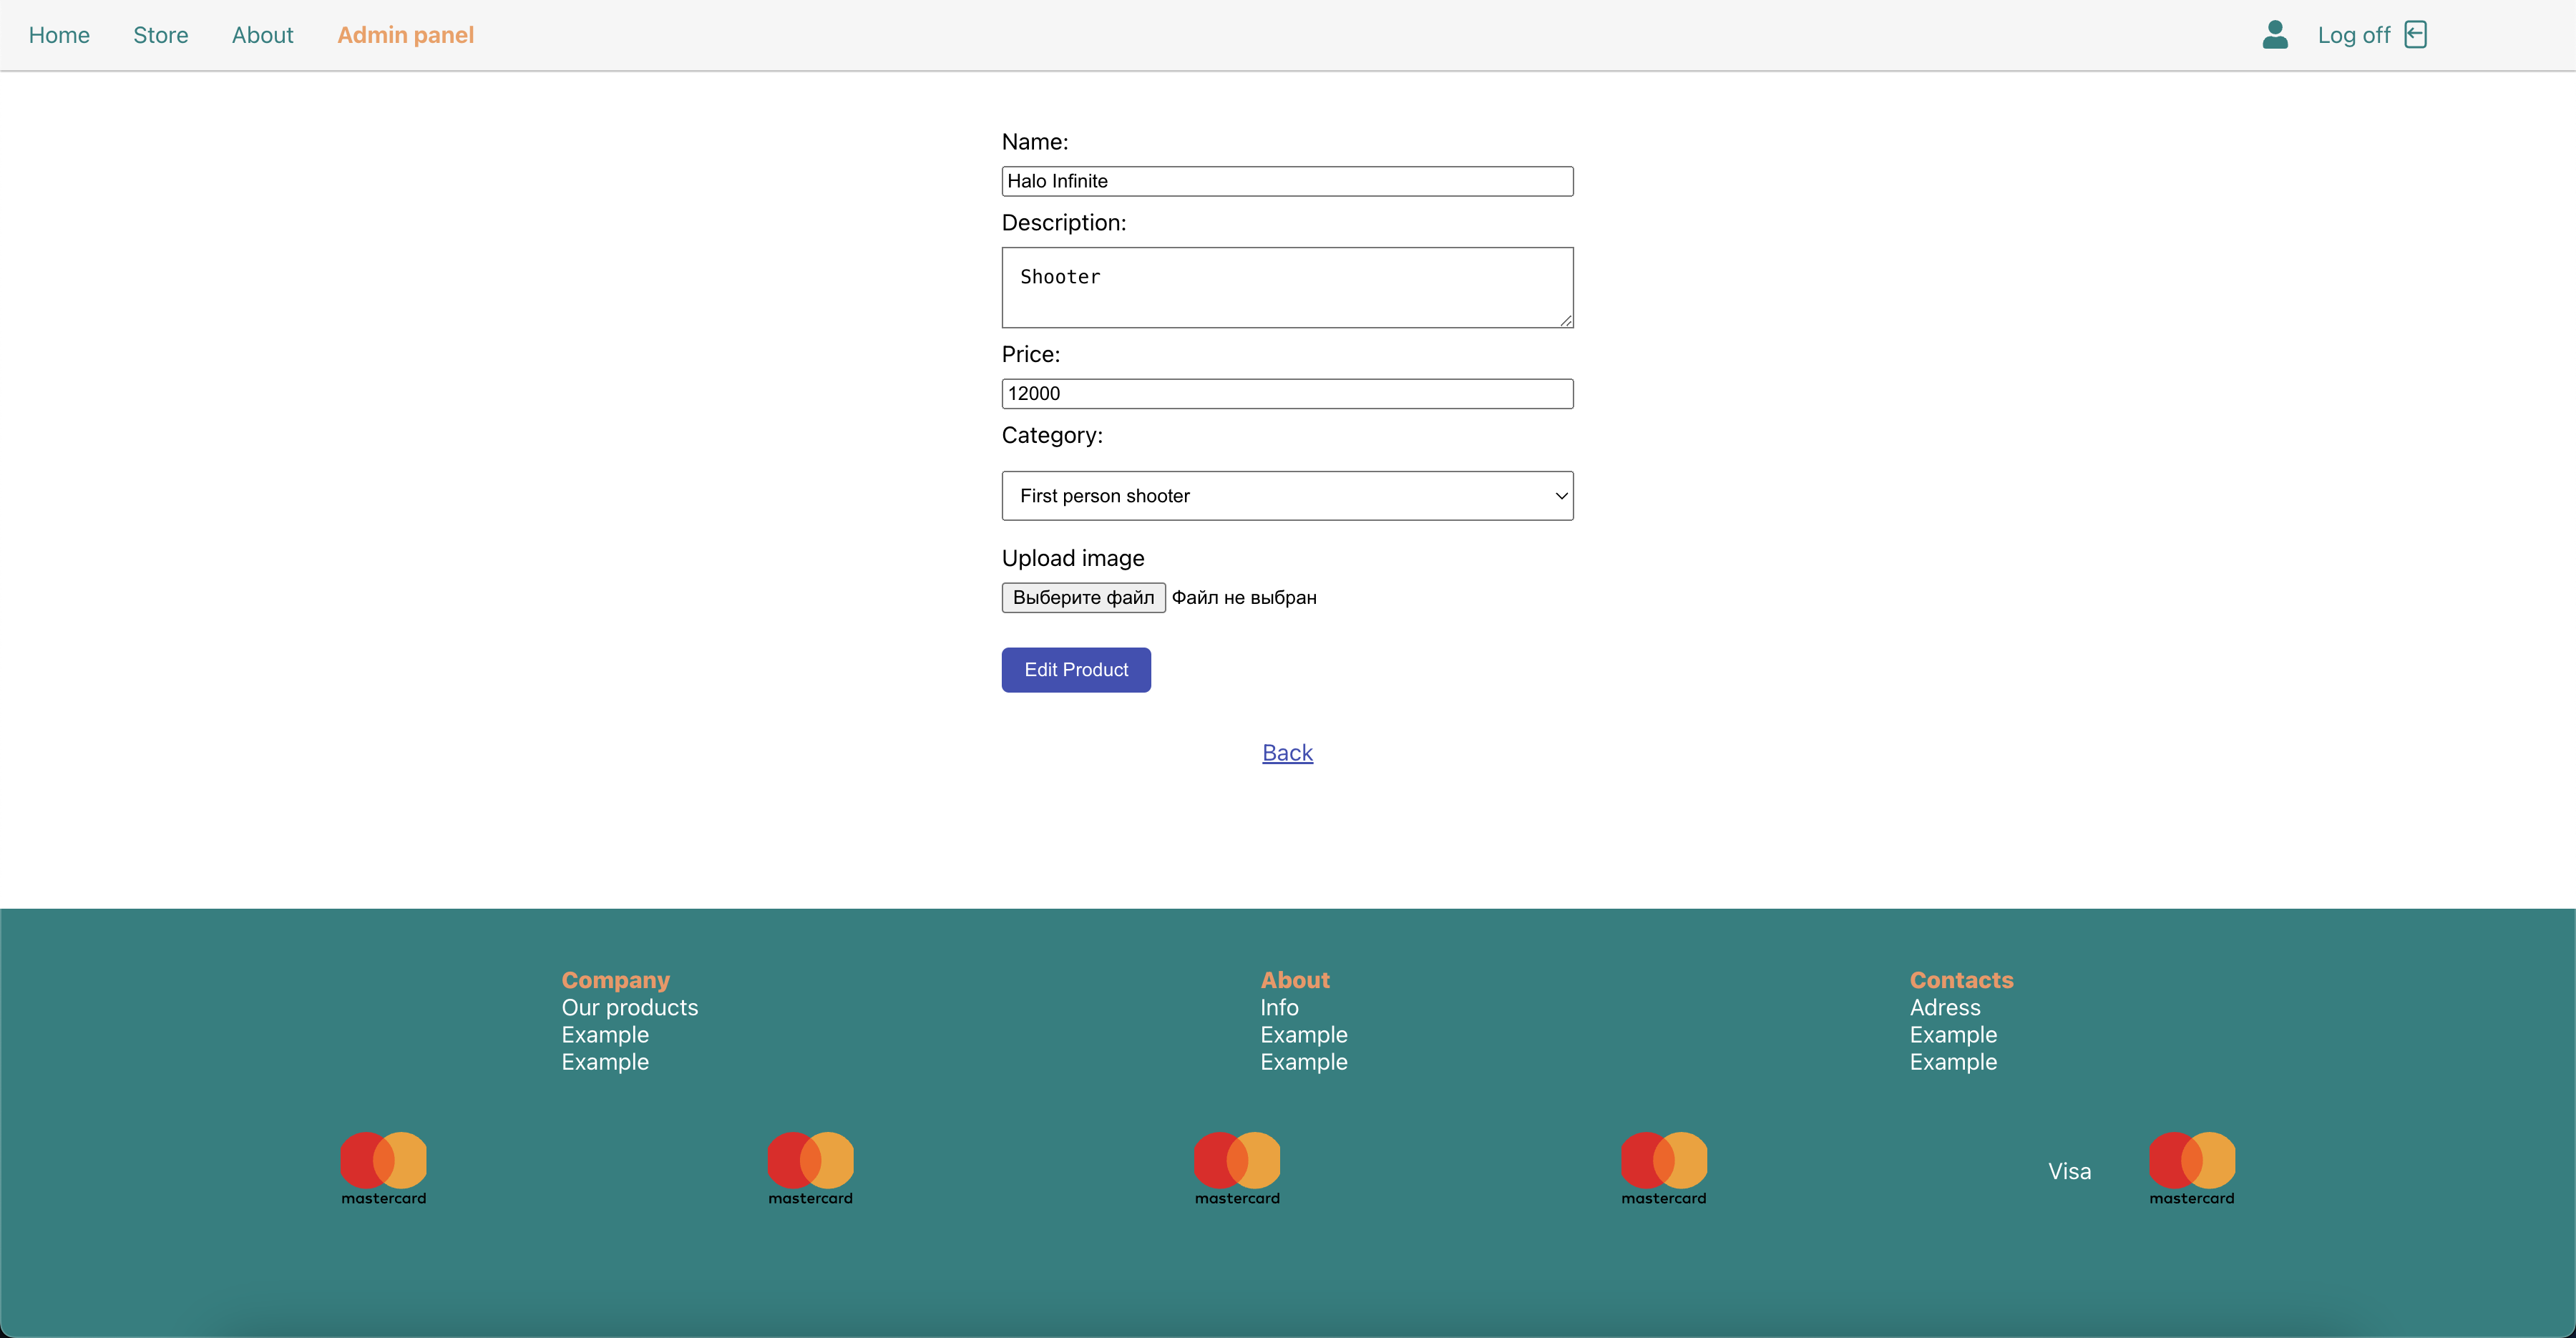 Home Store About Admin panel Log off
Name:
Halo Infinite
Description:
Shooter
Price:
12000
Category:
First person shooter
Upload image
Выберите файл Файл не выбран
Edit Product
Back
Company
Our products
Example
Example
About
Info
Example
Example
Contacts
Adress
Example
Example
mastercard
mastercard
mastercard
mastercard
Visa
mastercard